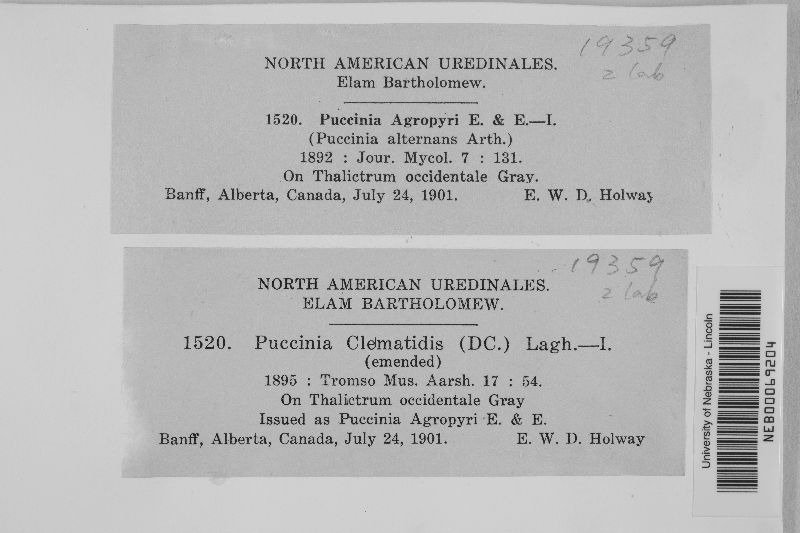 19359
2 lab
NORTH AMERICAN UREDINALES.
Elam Bartholomew.
1520. Puccinia Agropyri E. & E.—I.
(Puccinia alternans Arth.)
1892 : Jour. Mycol. 7 : 131.
On Thalictrum occidentale Gray.
Banff, Alberta, Canada, July 24, 1901. E. W. D. Holway
19359
2 lab
NORTH AMERICAN UREDINALES.
ELAM BARTHOLOMEW.
1520. Puccinia Clematidis (DC.) Lagh.—I.
(emended)
1895 : Tromso Mus. Aarsh. 17 : 54.
On Thalictrum occidentale Gray
Issued as Puccinia Agropyri E. & E.
Banff, Alberta, Canada, July 24, 1901. E. W. D. Holway
University of Nebraska - Lincoln
NEB00069204